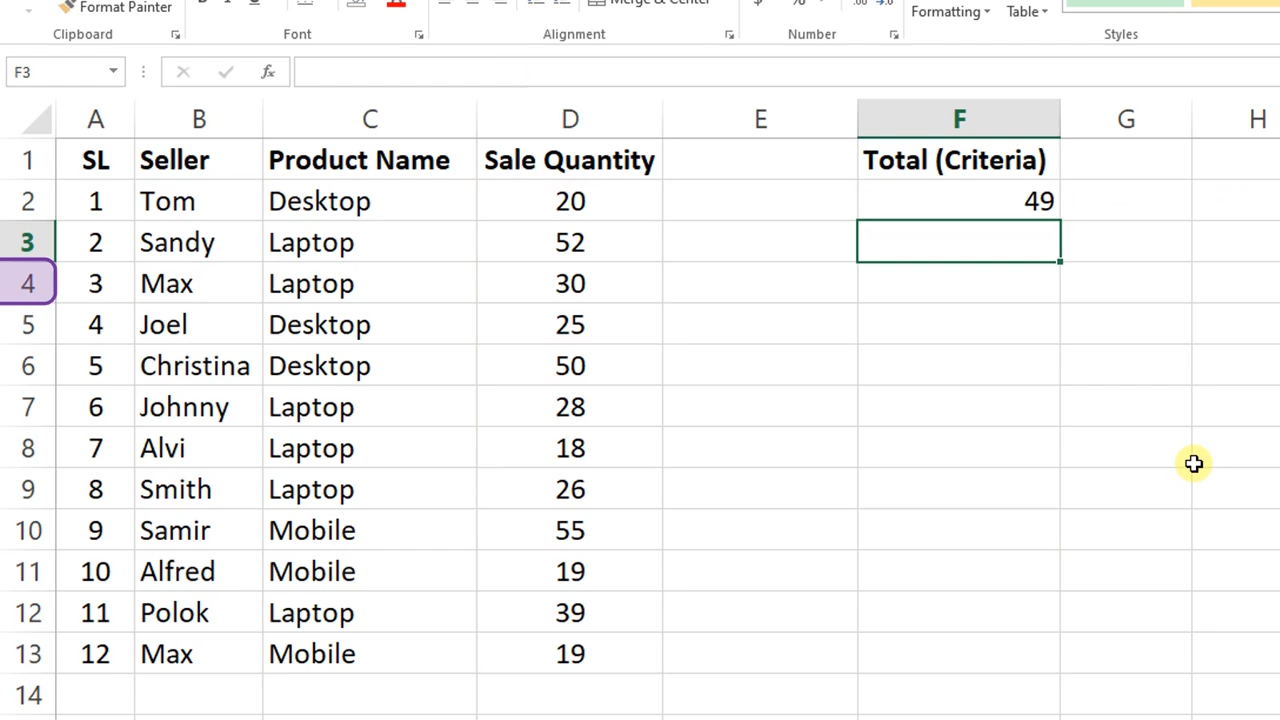 Format Painter
Merge & Center
$ %
Formatting Table
Clipboard Font Alignment Number Styles
F3 fx
A B C D E F G H
1 SL Seller Product Name Sale Quantity Total (Criteria)
2 1 Tom Desktop 20 49
3 2 Sandy Laptop 52
4 3 Max Laptop 30
5 4 Joel Desktop 25
6 5 Christina Desktop 50
7 6 Johnny Laptop 28
8 7 Alvi Laptop 18
9 8 Smith Laptop 26
10 9 Samir Mobile 55
11 10 Alfred Mobile 19
12 11 Polok Laptop 39
13 12 Max Mobile 19
14